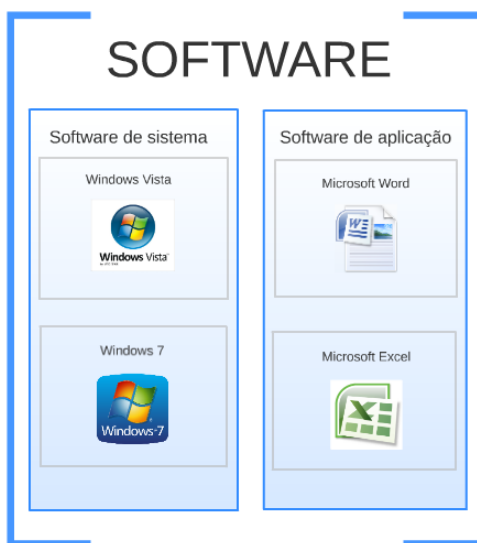 SOFTWARE
Software de sistema
Windows Vista
Windows Vista
Windows 7
Windows-7
Software de aplicação
Microsoft Word
W
Microsoft Excel
X